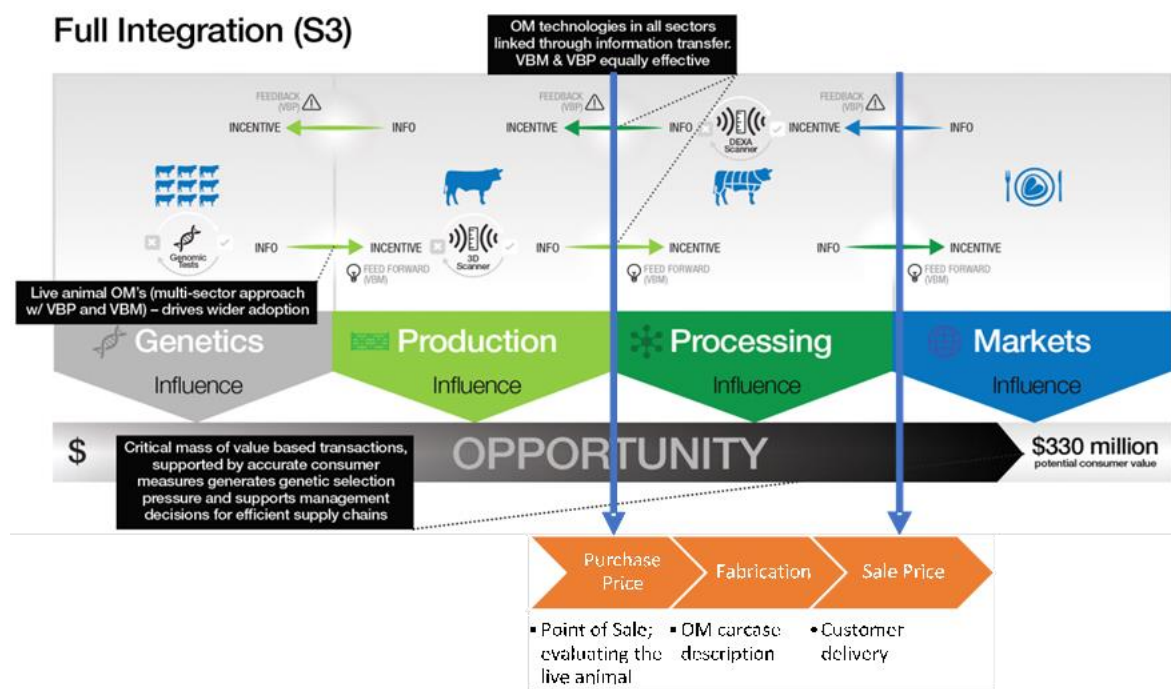 Full Integration (S3)
OM technologies in all sectors
linked through information transfer.
VBM & VBP equally effective
FEEDBACK
(VBP)
INCENTIVE
INFO
FEEDBACK
(VBP)
INCENTIVE
INFO
DEXA
Scanner
FEEDBACK
(VBP)
INCENTIVE
INFO
Genomic
Tests
INFO
INCENTIVE
FEED FORWARD
(VBM)
3D
Scanner
INFO
INCENTIVE
FEED FORWARD
(VBM)
INFO
INCENTIVE
FEED FORWARD
(VBM)
Live animal OM's (multi-sector approach
w/ VBP and VBM) – drives wider adoption
Genetics
Production
Processing
Markets
Influence
Influence
Influence
Influence
$
Critical mass of value based transactions,
supported by accurate consumer
measures generates genetic selection
pressure and supports management
decisions for efficient supply chains
OPPORTUNITY
$330 million
potential consumer value
Purchase
Price
Fabrication
Sale Price
▪ Point of Sale;
evaluating the
live animal
▪ OM carcase
description
• Customer
delivery